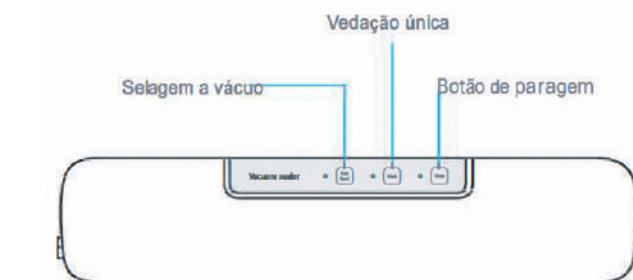 Vedação única
Selagem a vácuo
Botão de paragem
Vacuum sealer